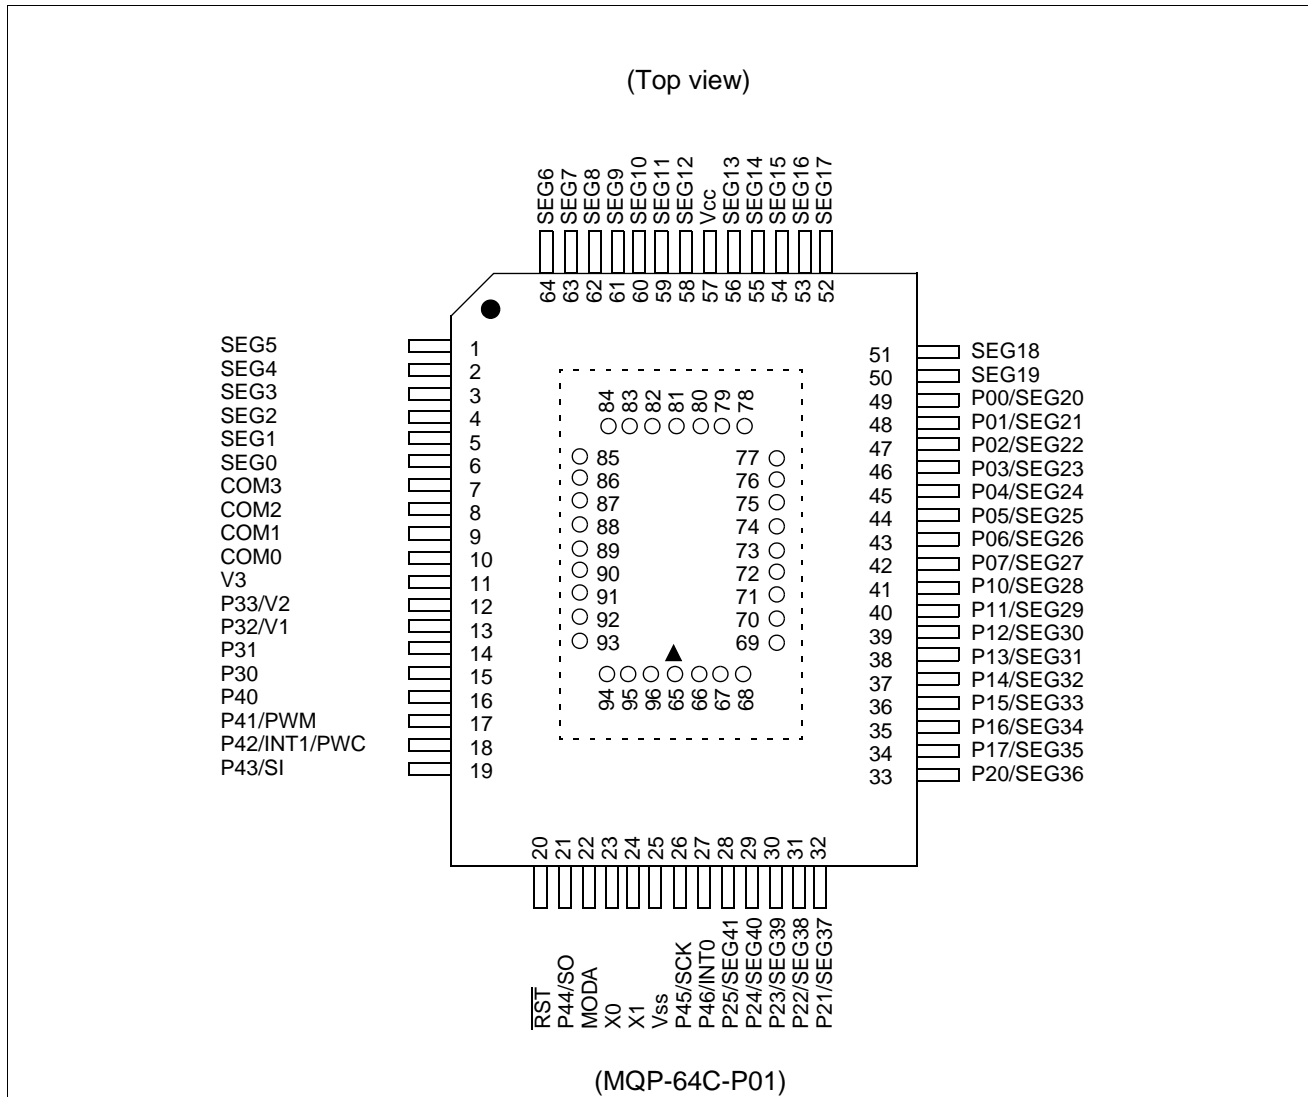 (Top view)
SEG6
SEG7
SEG8
SEG9
SEG10
SEG11
SEG12
Vcc
SEG13
SEG14
SEG15
SEG16
SEG17
64
63
62
61
60
59
58
57
56
55
54
53
52
SEG5 1
SEG4 2
SEG3 3
SEG2 4
SEG1 5
SEG0 6
COM3 7
COM2 8
COM1 9
COM0 10
V3 11
P33/V2 12
P32/V1 13
P31 14
P30 15
P40 16
P41/PWM 17
P42/INT1/PWC 18
P43/SI 19
84
83
82
81
80
79
78
85
86
87
88
89
90
91
92
93
77
76
75
74
73
72
71
70
69
94
95
96
65
66
67
68
51 SEG18
50 SEG19
49 P00/SEG20
48 P01/SEG21
47 P02/SEG22
46 P03/SEG23
45 P04/SEG24
44 P05/SEG25
43 P06/SEG26
42 P07/SEG27
41 P10/SEG28
40 P11/SEG29
39 P12/SEG30
38 P13/SEG31
37 P14/SEG32
36 P15/SEG33
35 P16/SEG34
34 P17/SEG35
33 P20/SEG36
20
21
22
23
24
25
26
27
28
29
30
31
32
RST
P44/SO
MODA
X0
X1
Vss
P45/SCK
P46/INT0
P25/SEG41
P24/SEG40
P23/SEG39
P22/SEG38
P21/SEG37
(MQP-64C-P01)